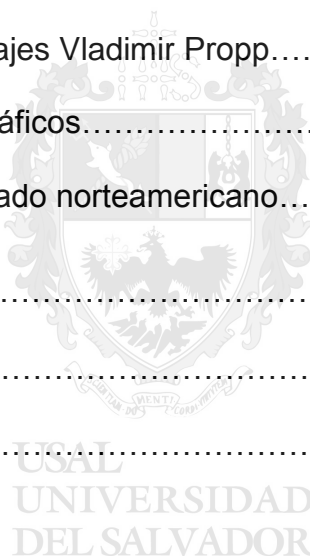 ajes Vladimir Propp….
áficos…………………
ado norteamericano…
………………………….
………………………….
………………………….
USAL
UNIVERSIDAD
DEL SALVADOR